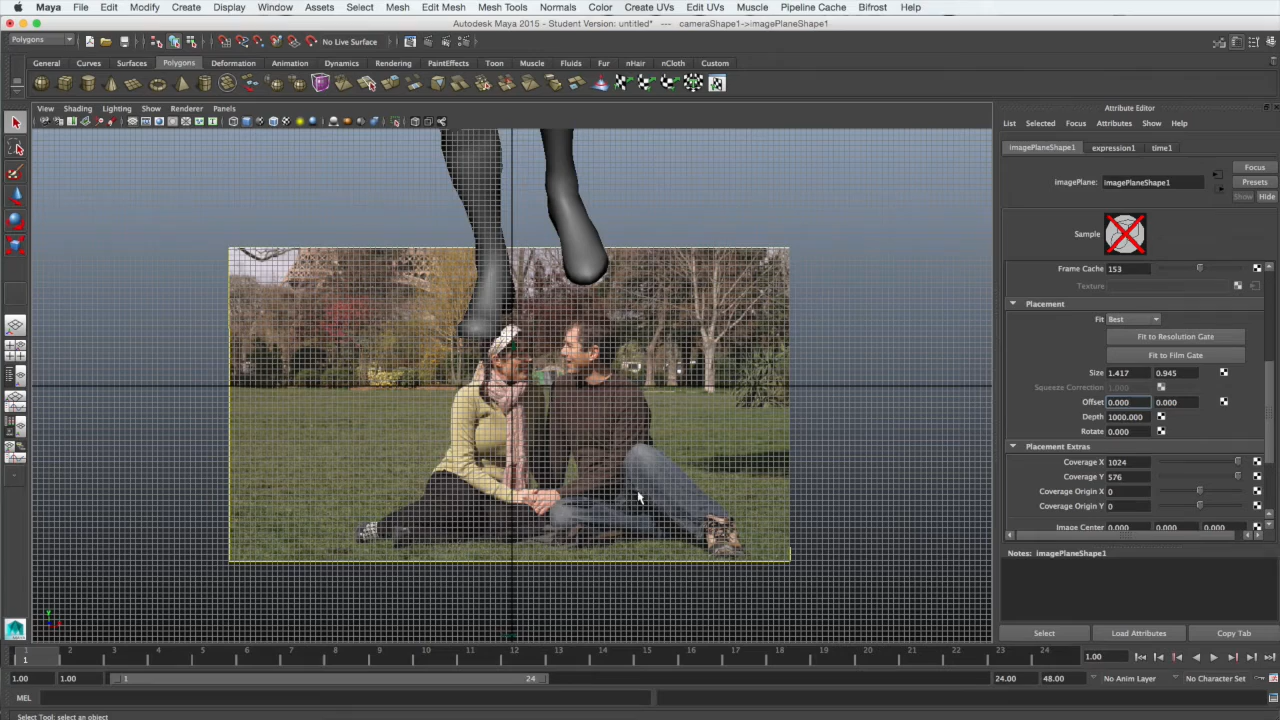 Maya File Edit Modify Create Display Window Assets Select Mesh Edit Mesh Mesh Tools Normals Color Create UVs Edit UVs Muscle Pipeline Cache Bifrost Help
Autodesk Maya 2015 - Student Version: untitled* --- cameraShape1->imagePlaneShape1
Polygons No Live Surface
General Curves Surfaces Polygons Deformation Animation Dynamics Rendering PaintEffects Toon Muscle Fluids Fur nHair nCloth Custom
View Shading Lighting Show Renderer Panels
Attribute Editor
List Selected Focus Attributes Show Help
imagePlaneShape1 expression1 time1
Focus
imagePlane: imagePlaneShape1 Presets
Show Hide
Sample
Frame Cache 153
Texture
Placement
Fit Best
Fit to Resolution Gate
Fit to Film Gate
Size 1.417 0.945
Squeeze Correction 1.000
Offset 0.000 0.000
Depth 1000.000
Rotate 0.000
Placement Extras
Coverage X 1024
Coverage Y 576
Coverage Origin X 0
Coverage Origin Y 0
Image Center 0.000 0.000 0.000
Notes: imagePlaneShape1
Select Load Attributes Copy Tab
1 2 3 4 5 6 7 8 9 10 11 12 13 14 15 16 17 18 19 20 21 22 23 24
1 1.00
1.00 1.00 1 24 24.00 48.00 No Anim Layer No Character Set
MEL
Select Tool: select an object